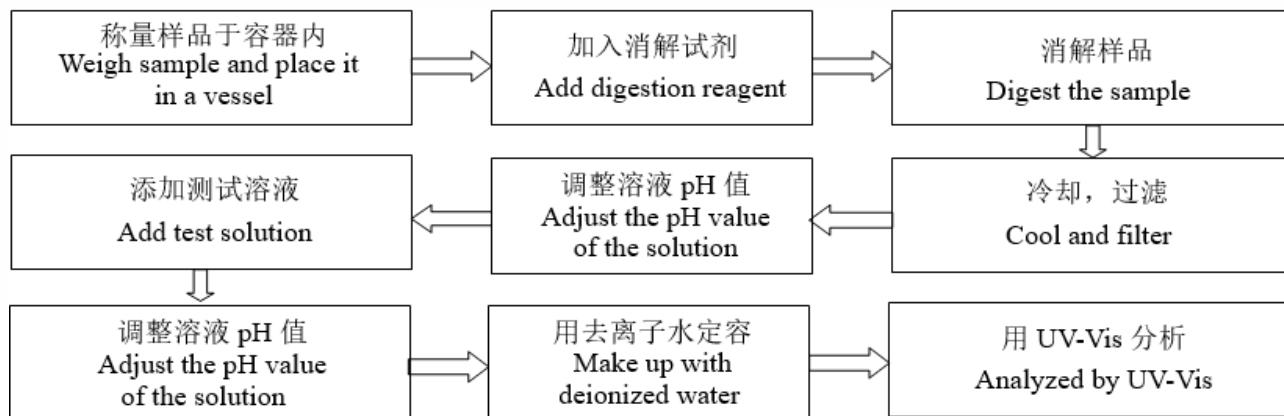 称量样品于容器内
Weigh sample and place it
in a vessel
加入消解试剂
Add digestion reagent
消解样品
Digest the sample
冷却，过滤
Cool and filter
调整溶液 pH 值
Adjust the pH value
of the solution
添加测试溶液
Add test solution
调整溶液 pH 值
Adjust the pH value
of the solution
用去离子水定容
Make up with
deionized water
用 UV-Vis 分析
Analyzed by UV-Vis